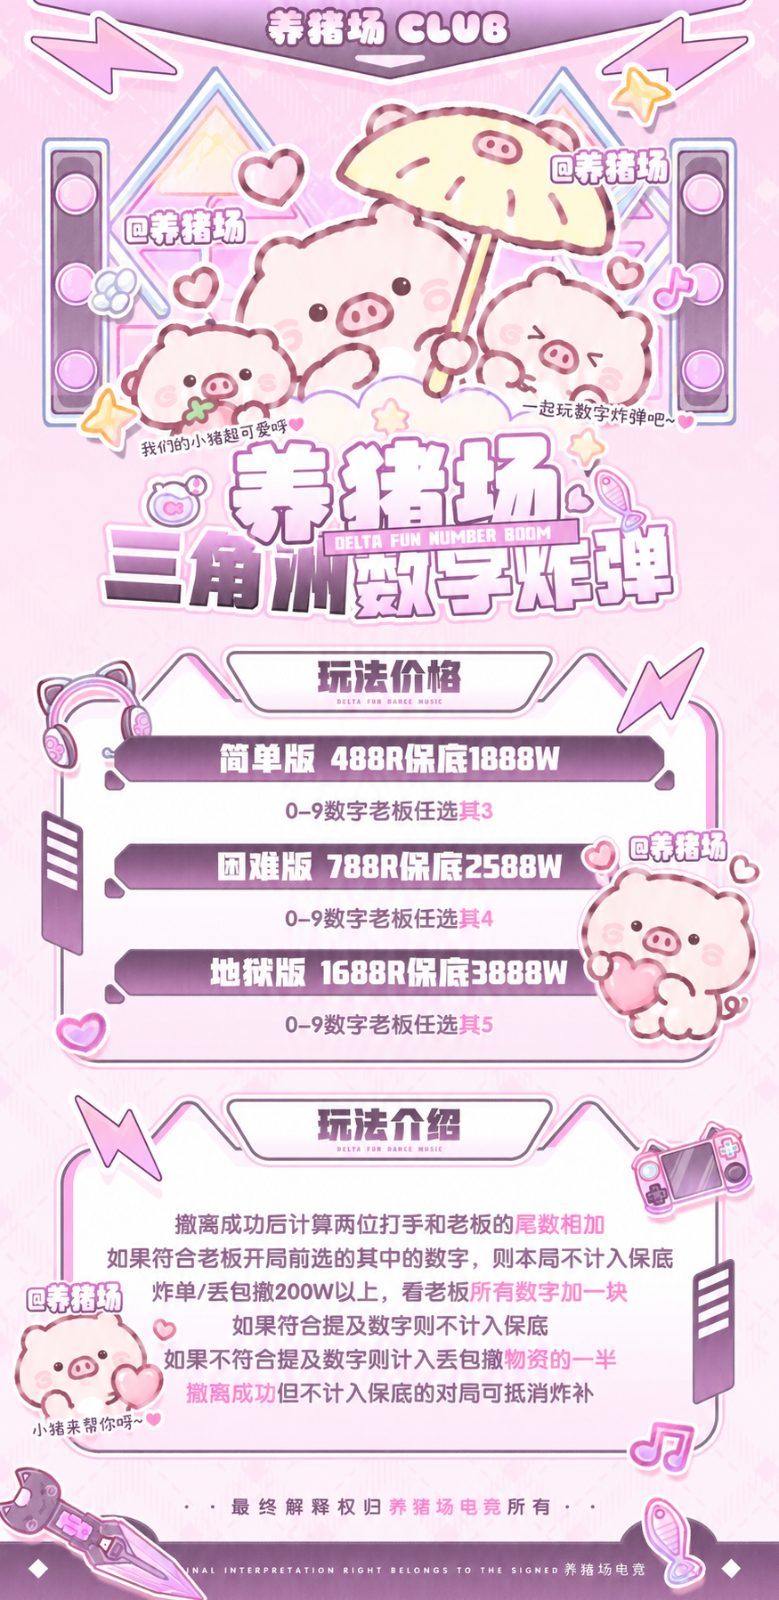 养猪场 CLUB
@养猪场
@养猪场
一起玩数字炸弹吧~
我们的小猪超可爱呀
养猪场
DELTA FUN NUMBER BOOM
三角洲数字炸弹
玩法价格
DELTA FUN DANCE MUSIC
简单版 488R保底1888W
0-9数字老板任选其3
@养猪场
困难版 788R保底2588W
0-9数字老板任选其4
地狱版 1688R保底3888W
0-9数字老板任选其5
玩法介绍
DELTA FUN DANCE MUSIC
撤离成功后计算两位打手和老板的尾数相加
如果符合老板开局前选的其中的数字，则本局不计入保底
炸单/丢包撤200W以上，看老板所有数字加一块
@养猪场
如果符合提及数字则不计入保底
如果不符合提及数字则计入丢包撤物资的一半
撤离成功但不计入保底的对局可抵消炸补
小猪来帮你呀~
· · 最终解释权归养猪场电竞所有 · ·
INAL INTERPRETATION RIGHT BELONGS TO THE SIGNED 养猪场电竞